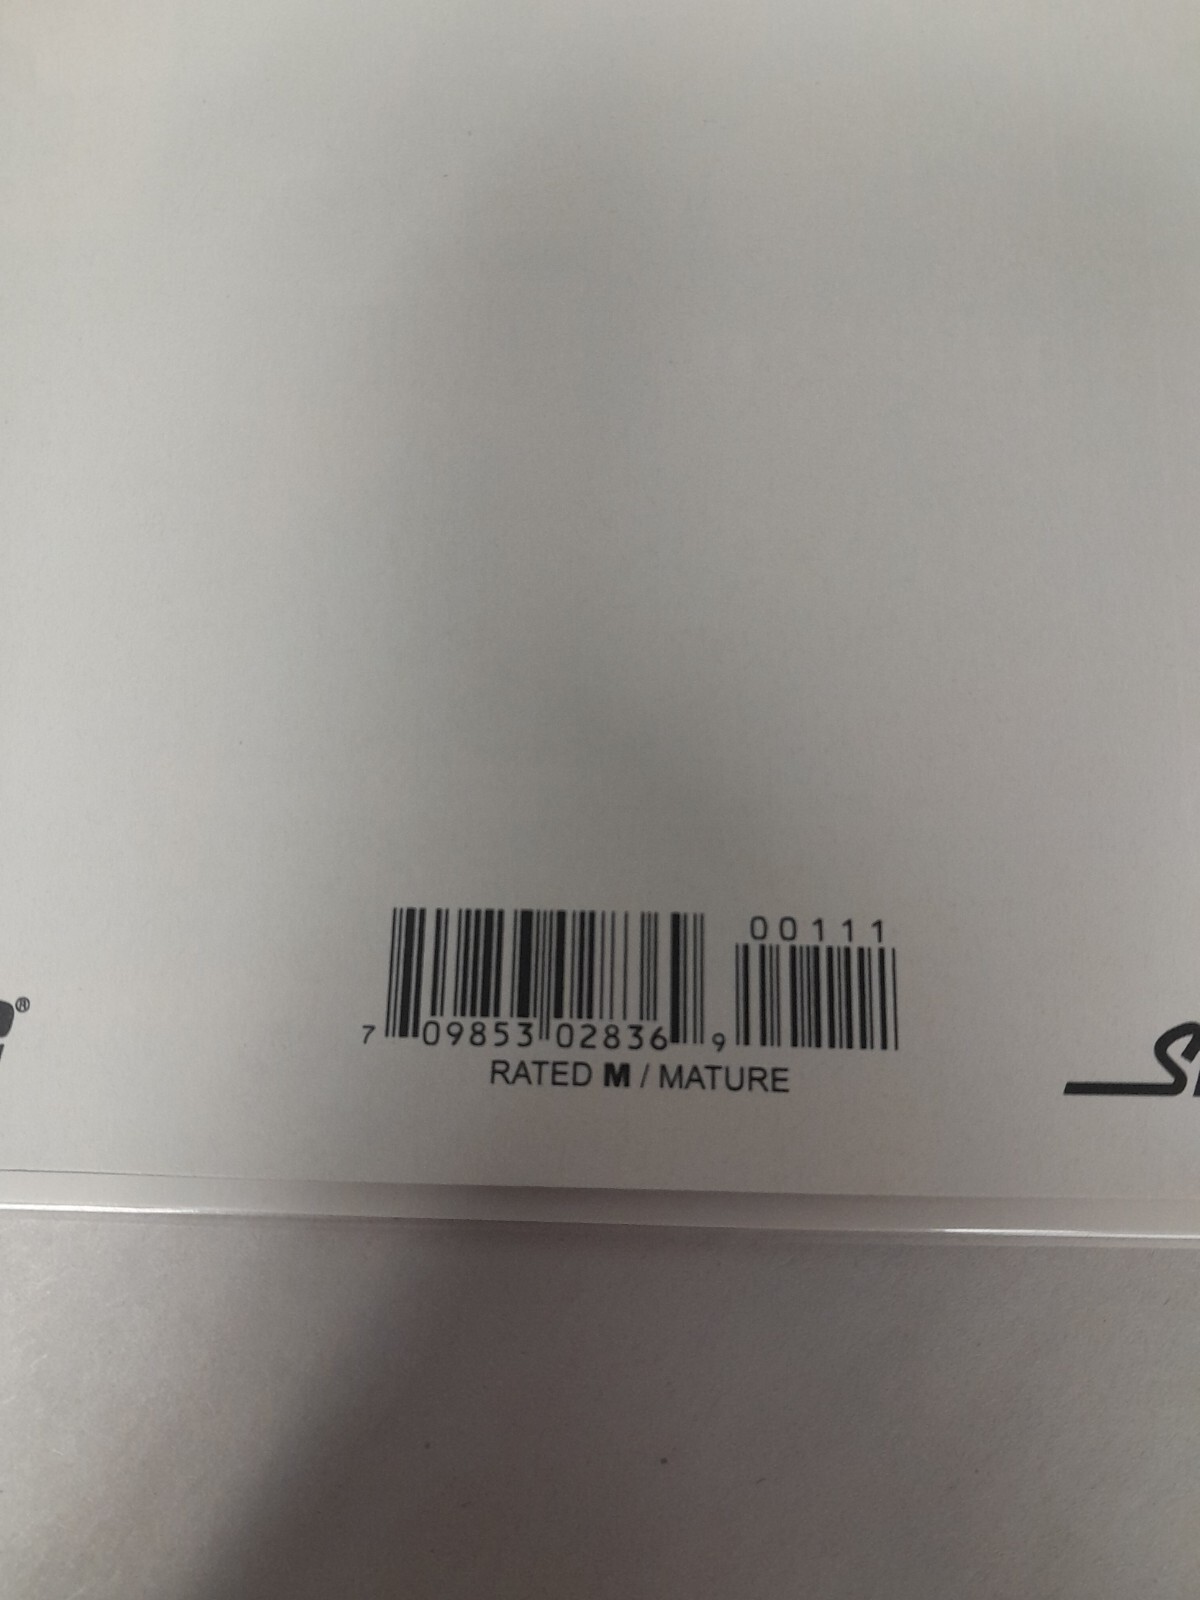 00111
7 09853 02836 9
RATED M / MATURE